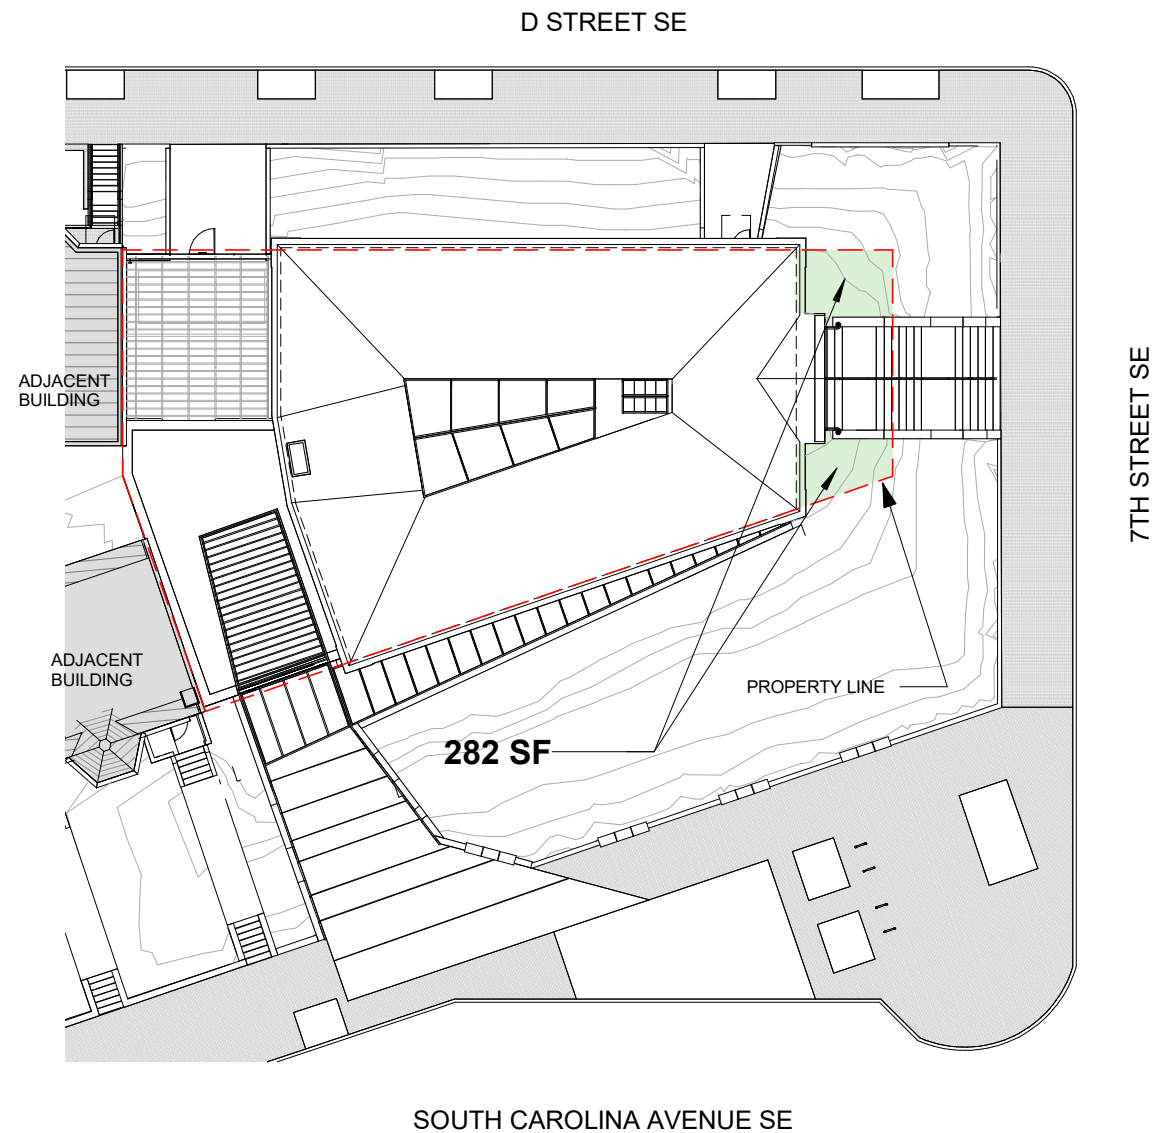 D STREET SE
7TH STREET SE
ADJACENT
BUILDING
ADJACENT
BUILDING
PROPERTY LINE
282 SF
SOUTH CAROLINA AVENUE SE